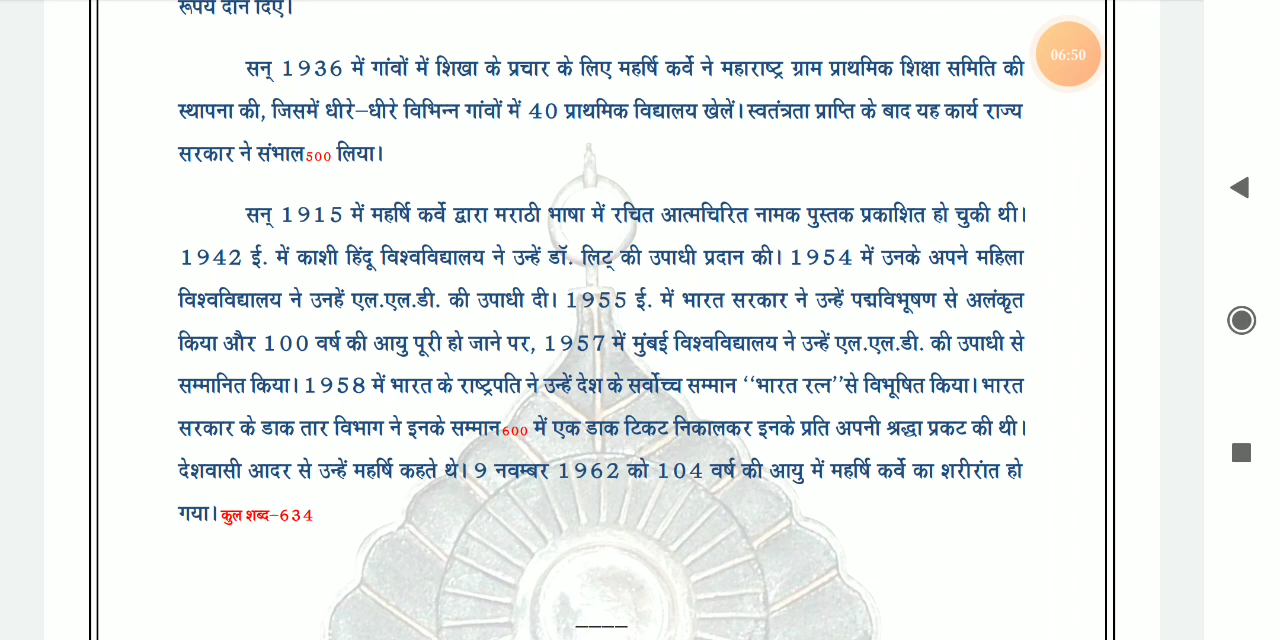 रूपये दान दिए।
06:50
सन् 1936 में गांवों में शिखा के प्रचार के लिए महर्षि कर्वे ने महाराष्ट्र ग्राम प्राथमिक शिक्षा समिति की
स्थापना की, जिसमें धीरे-धीरे विभिन्न गांवों में 40 प्राथमिक विद्यालय खेलें। स्वतंत्रता प्राप्ति के बाद यह कार्य राज्य
सरकार ने संभाल500 लिया।
सन् 1915 में महर्षि कर्वे द्वारा मराठी भाषा में रचित आत्मचिरित नामक पुस्तक प्रकाशित हो चुकी थी।
1942 ई. में काशी हिंदू विश्वविद्यालय ने उन्हें डॉ. लिट् की उपाधी प्रदान की। 1954 में उनके अपने महिला
विश्वविद्यालय ने उनहें एल.एल.डी. की उपाधी दी। 1955 ई. में भारत सरकार ने उन्हें पद्मविभूषण से अलंकृत
किया और 100 वर्ष की आयु पूरी हो जाने पर, 1957 में मुंबई विश्वविद्यालय ने उन्हें एल.एल.डी. की उपाधी से
सम्मानित किया। 1958 में भारत के राष्ट्रपति ने उन्हें देश के सर्वोच्च सम्मान ‘‘भारत रत्न’’से विभूषित किया। भारत
सरकार के डाक तार विभाग ने इनके सम्मान600 में एक डाक टिकट निकालकर इनके प्रति अपनी श्रद्धा प्रकट की थी।
देशवासी आदर से उन्हें महर्षि कहते थे। 9 नवम्बर 1962 को 104 वर्ष की आयु में महर्षि कर्वे का शरीरांत हो
गया। कुल शब्द-634